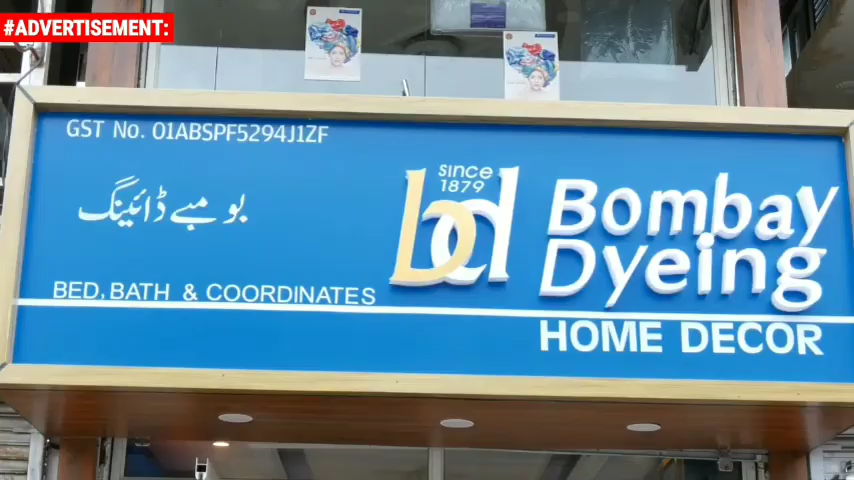 #ADVERTISEMENT:
GST No. 01ABSPF5294J1ZF
بومبے ڈائینگ
BED, BATH & COORDINATES
since
1879
bd
Bombay
Dyeing
HOME DECOR